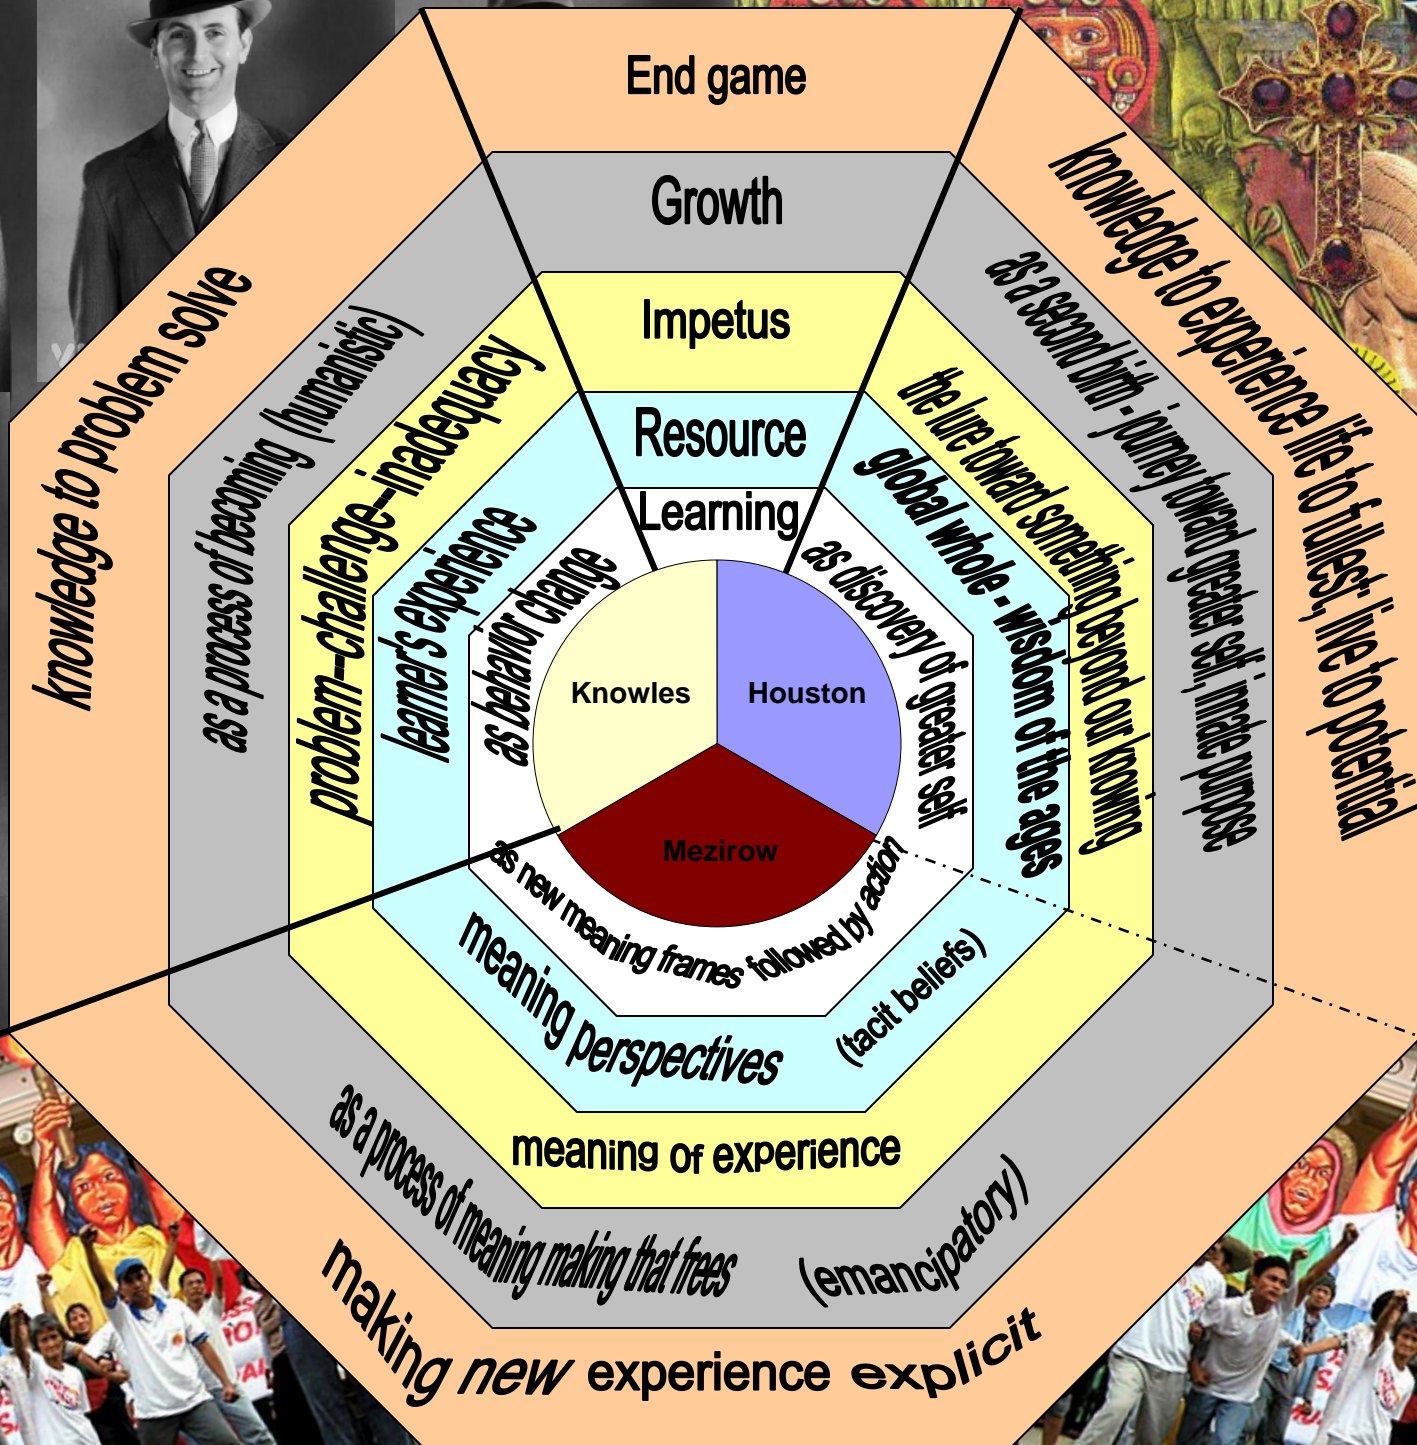 End game
Growth
Impetus
Resource
Learning
knowledge to problem solve
as a process of becoming (humanistic)
problem--challenge--inadequacy
learner's experience
as behavior change
knowledge to experience life to fullest; live to potential
as a second birth - journey toward greater self, innate purpose
the lure toward something beyond our knowing
global whole - wisdom of the ages
as discovery of greater self
Knowles
Houston
Mezirow
as new meaning frames followed by action
meaning perspectives (tacit beliefs)
meaning of experience
as a process of meaning making that frees (emancipatory)
making new experience explicit